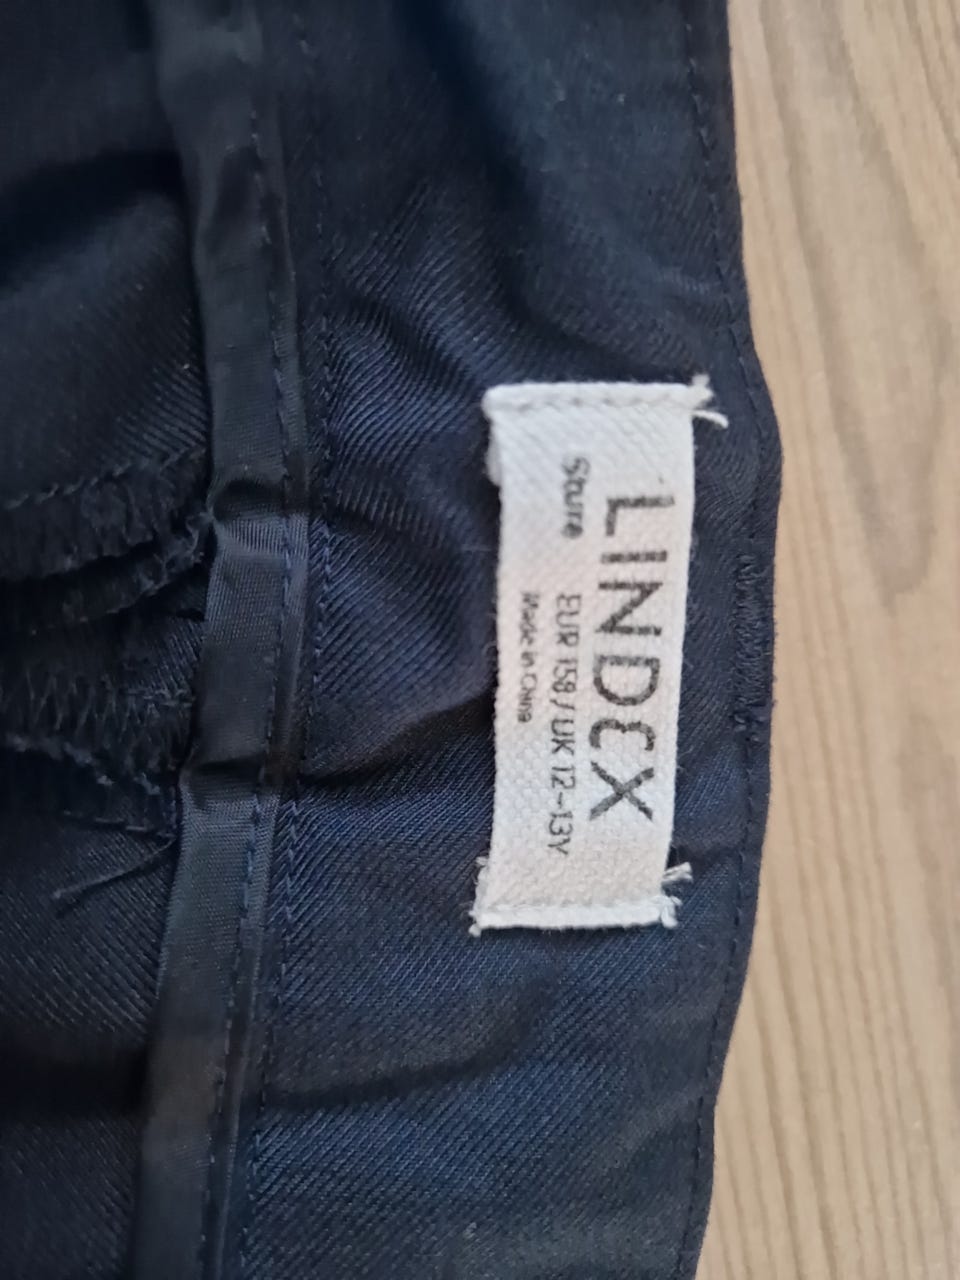 LINDEX
Sture EUR 158 / UK 12-13Y
Made in China